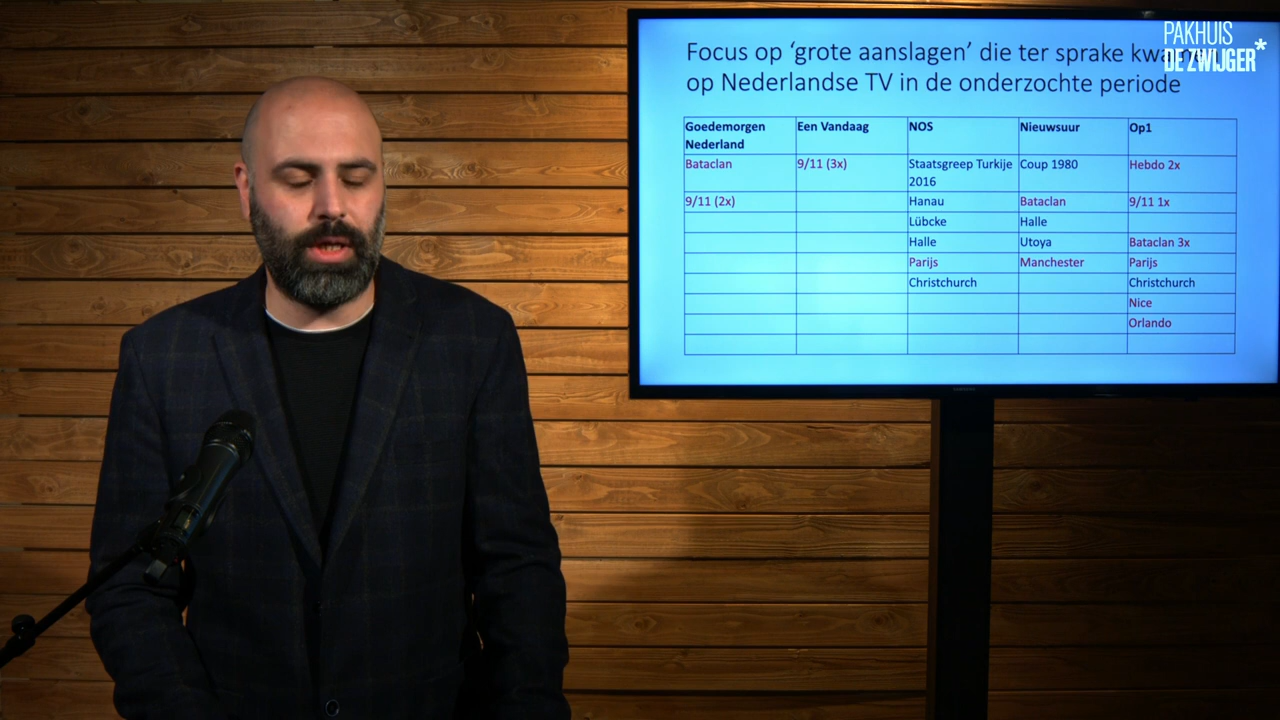 PAKHUIS
DE ZWIJGER*
Focus op ‘grote aanslagen’ die ter sprake
op Nederlandse TV in de onderzochte periode
Goedemorgen Nederland Een Vandaag NOS Nieuwsuur Op1
Bataclan 9/11 (3x) Staatsgreep Turkije 2016 Coup 1980 Hebdo 2x
9/11 (2x) Hanau Bataclan 9/11 1x
Lübcke Halle
Halle Utoya Bataclan 3x
Parijs Manchester Parijs
Christchurch Christchurch
Nice
Orlando